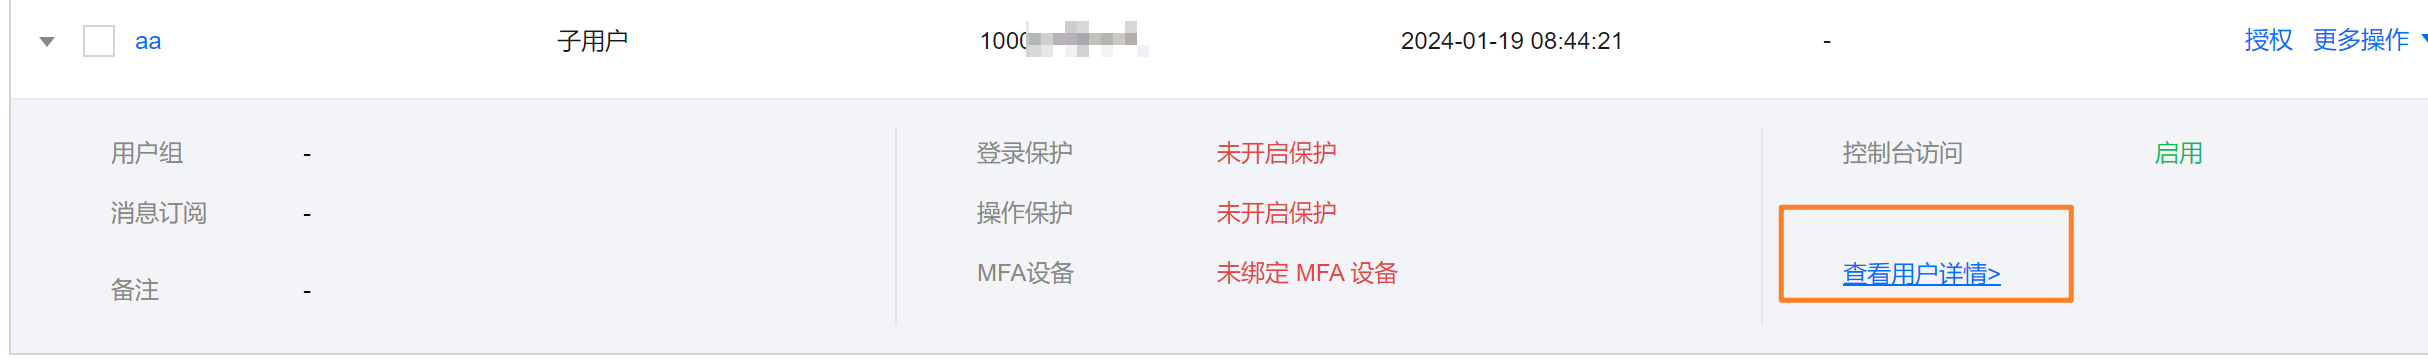 aa 子用户 1000 2024-01-19 08:44:21 - 授权 更多操作
用户组 - 登录保护 未开启保护 控制台访问 启用
消息订阅 - 操作保护 未开启保护
MFA设备 未绑定 MFA 设备 查看用户详情>
备注 -